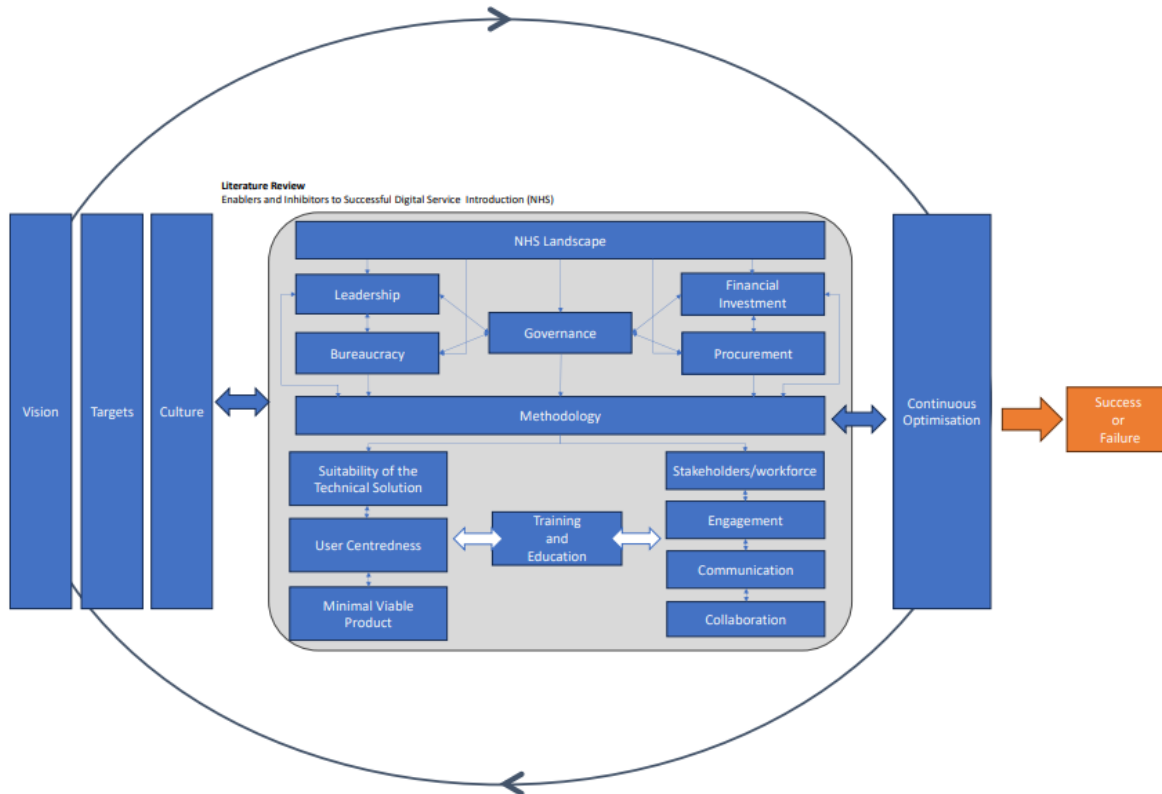 Literature Review
Enablers and Inhibitors to Successful Digital Service Introduction (NHS)
Vision
Targets
Culture
NHS Landscape
Leadership
Financial
Investment
Governance
Bureaucracy
Procurement
Methodology
Suitability of the
Technical Solution
Stakeholders/workforce
User Centredness
Training
and
Education
Engagement
Communication
Minimal Viable
Product
Collaboration
Continuous
Optimisation
Success
or
Failure